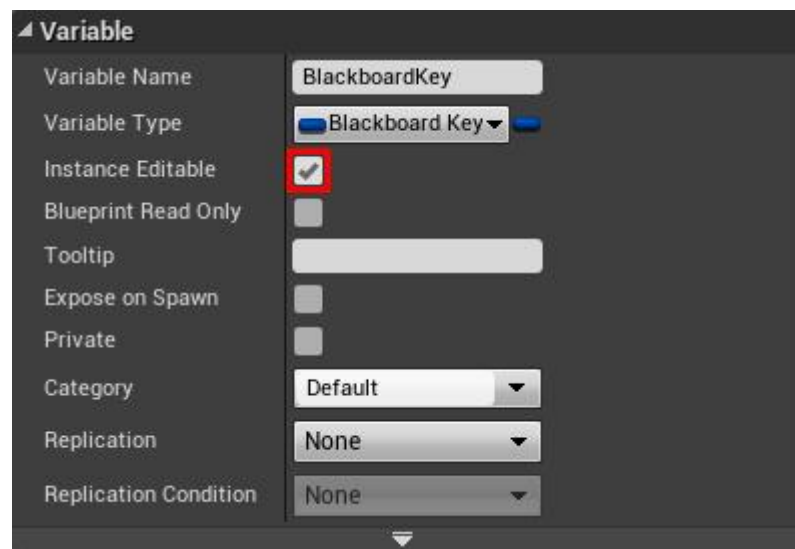 Variable
Variable Name BlackboardKey
Variable Type Blackboard Key
Instance Editable
Blueprint Read Only
Tooltip
Expose on Spawn
Private
Category Default
Replication None
Replication Condition None